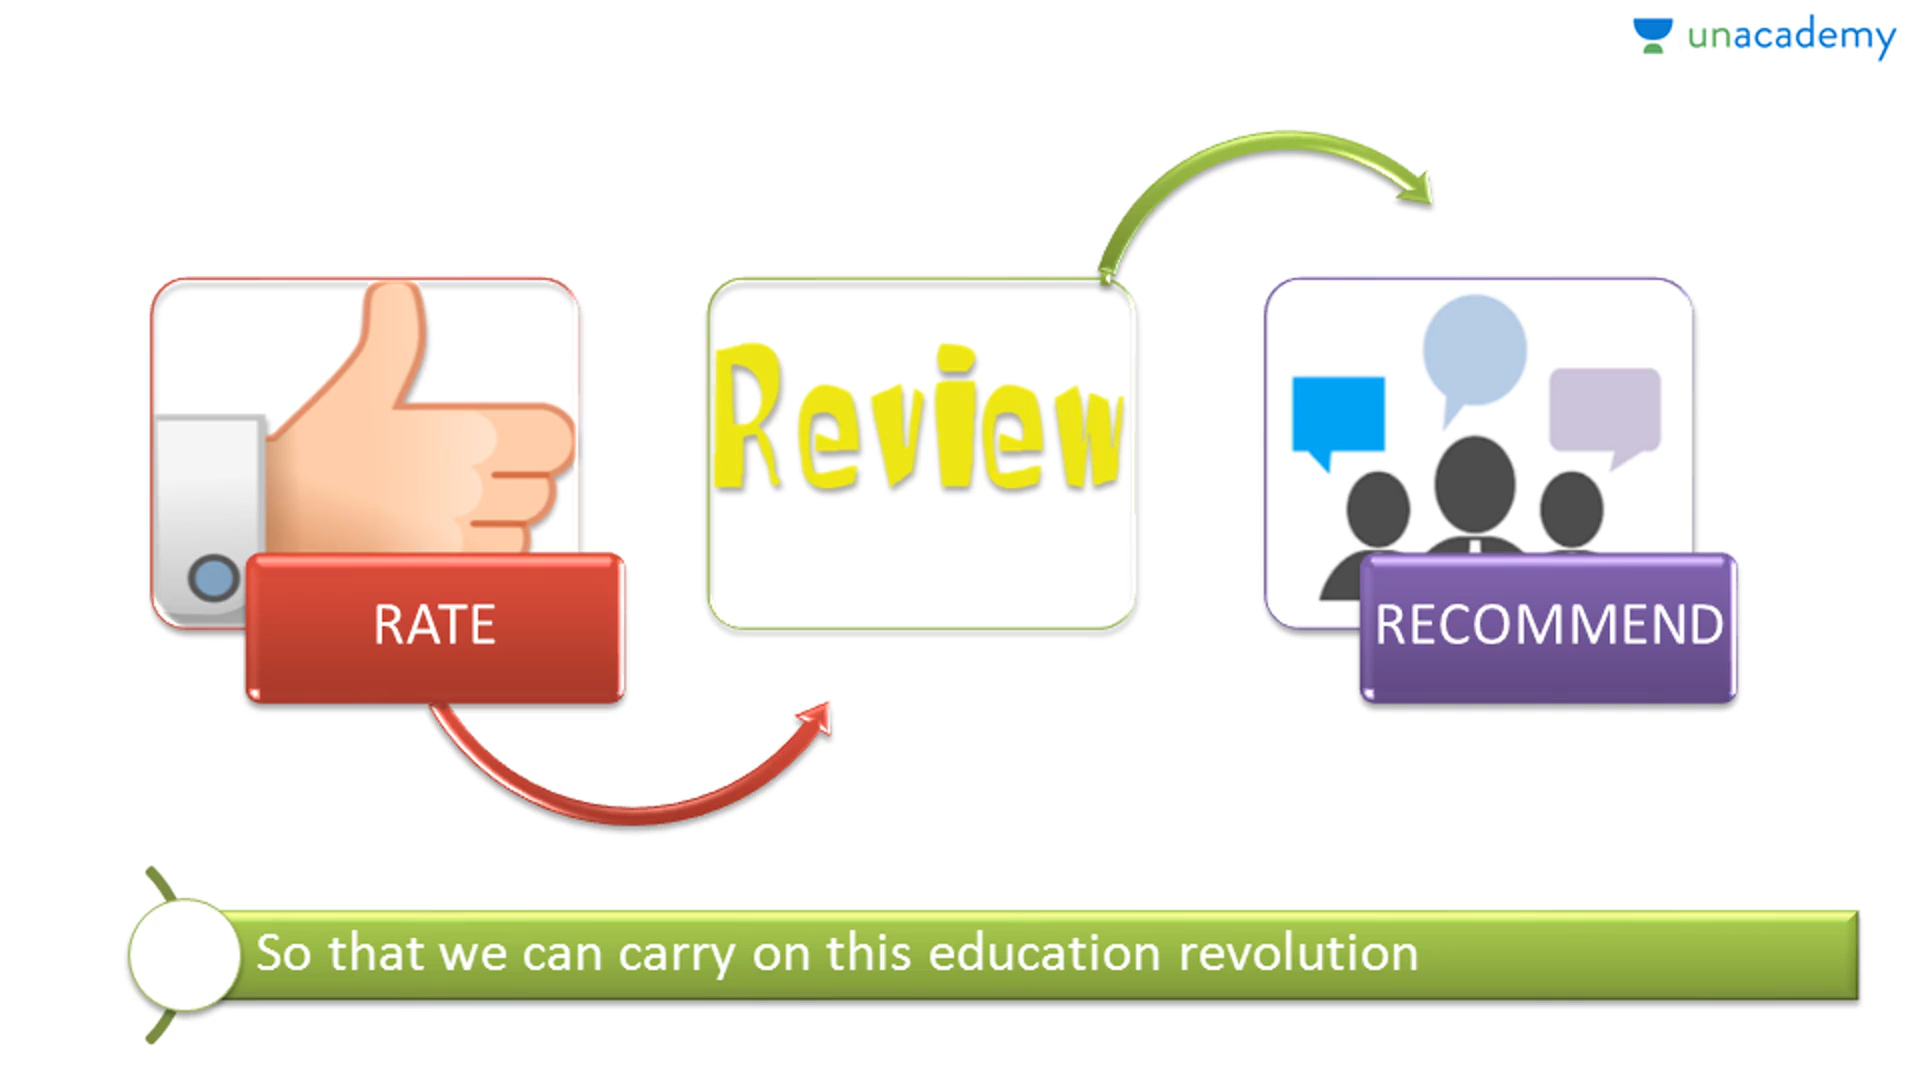 unacademy
Review
RATE
RECOMMEND
So that we can carry on this education revolution